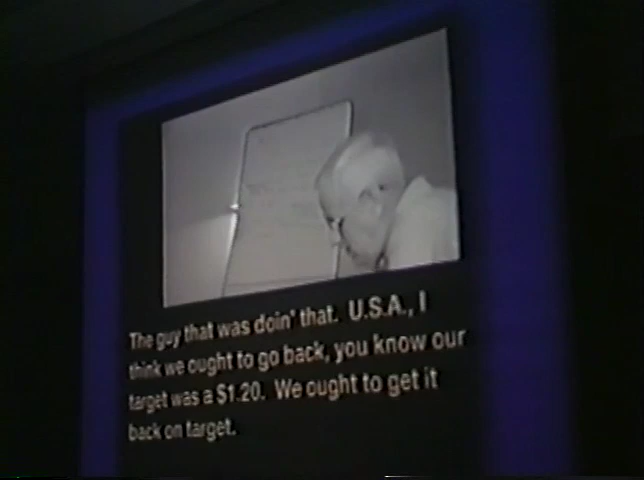 The guy that was doin' that. U.S.A., I
think we ought to go back, you know our
target was a $1.20. We ought to get it
back on target.